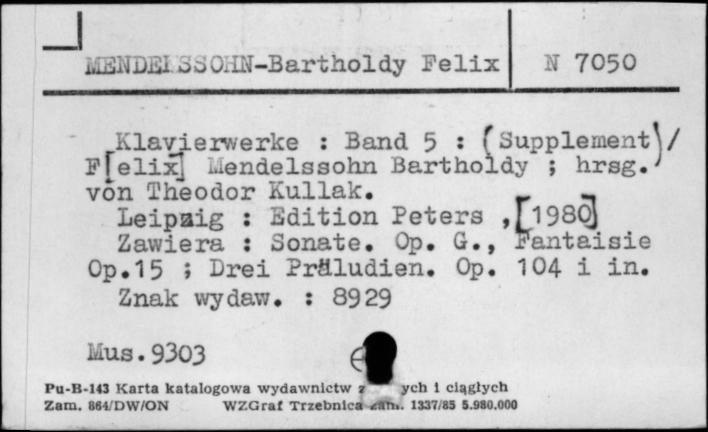 MENDELSSOHN-Bartholdy Felix N 7050
Klavierwerke : Band 5 : (Supplement) /
F[elix] Mendelssohn Bartholdy ; hrsg.
von Theodor Kullak.
Leipzig : Edition Peters , [1980]
Zawiera : Sonate. Op. G., Fantaisie
Op.15 ; Drei Präludien. Op. 104 i in.
Znak wydaw. : 8929
Mus.9303
Pu-B-143 Karta katalogowa wydawnictw ych i ciągłych
Zam. 864/DW/ON WZGraf Trzebnica zam. 1337/85 5.980.000